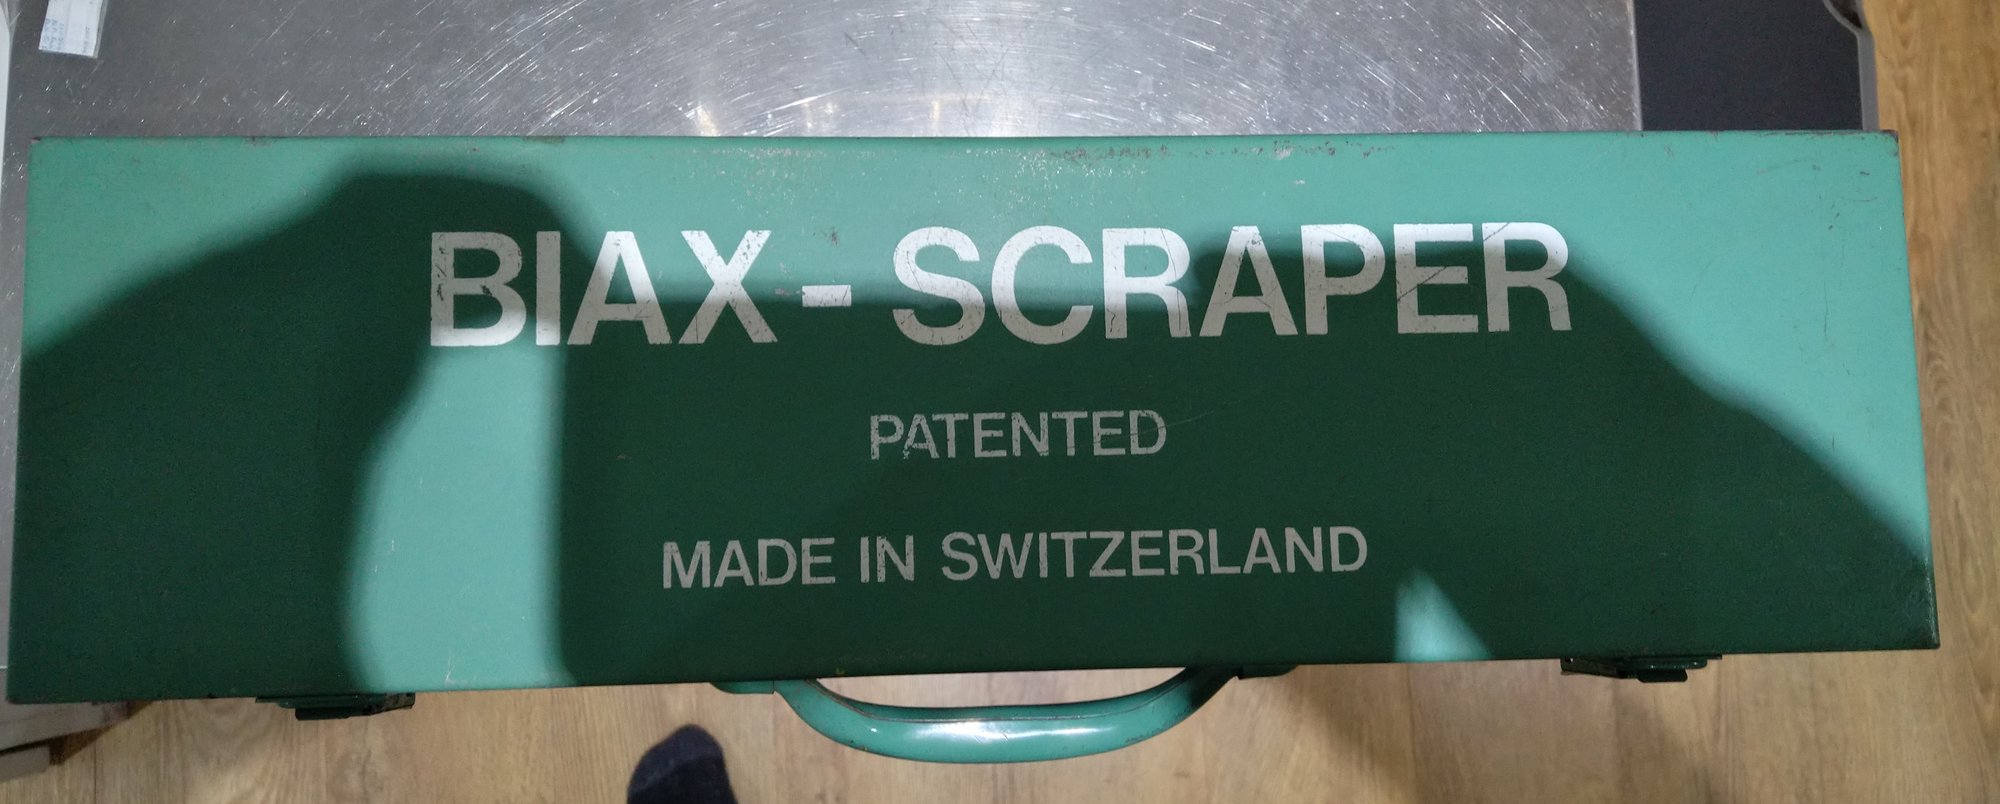 BIAX-SCRAPER
PATENTED
MADE IN SWITZERLAND